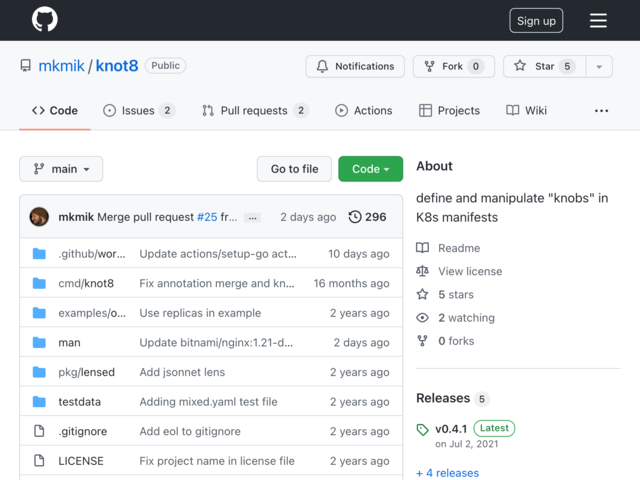 Sign up
mkmik / knot8 Public
Notifications Fork 0 Star 5
Code Issues 2 Pull requests 2 Actions Projects Wiki ...
main Go to file Code
mkmik Merge pull request #25 fr... ... 2 days ago 296
.github/wor... Update actions/setup-go act... 10 days ago
cmd/knot8 Fix annotation merge and kn... 16 months ago
examples/o... Use replicas in example 2 years ago
man Update bitnami/nginx:1.21-d... 2 days ago
pkg/lensed Add jsonnet lens 2 years ago
testdata Adding mixed.yaml test file 2 years ago
.gitignore Add eol to gitignore 2 years ago
LICENSE Fix project name in license file 2 years ago
About
define and manipulate "knobs" in
K8s manifests
Readme
View license
5 stars
2 watching
0 forks
Releases 5
v0.4.1 Latest
on Jul 2, 2021
+ 4 releases